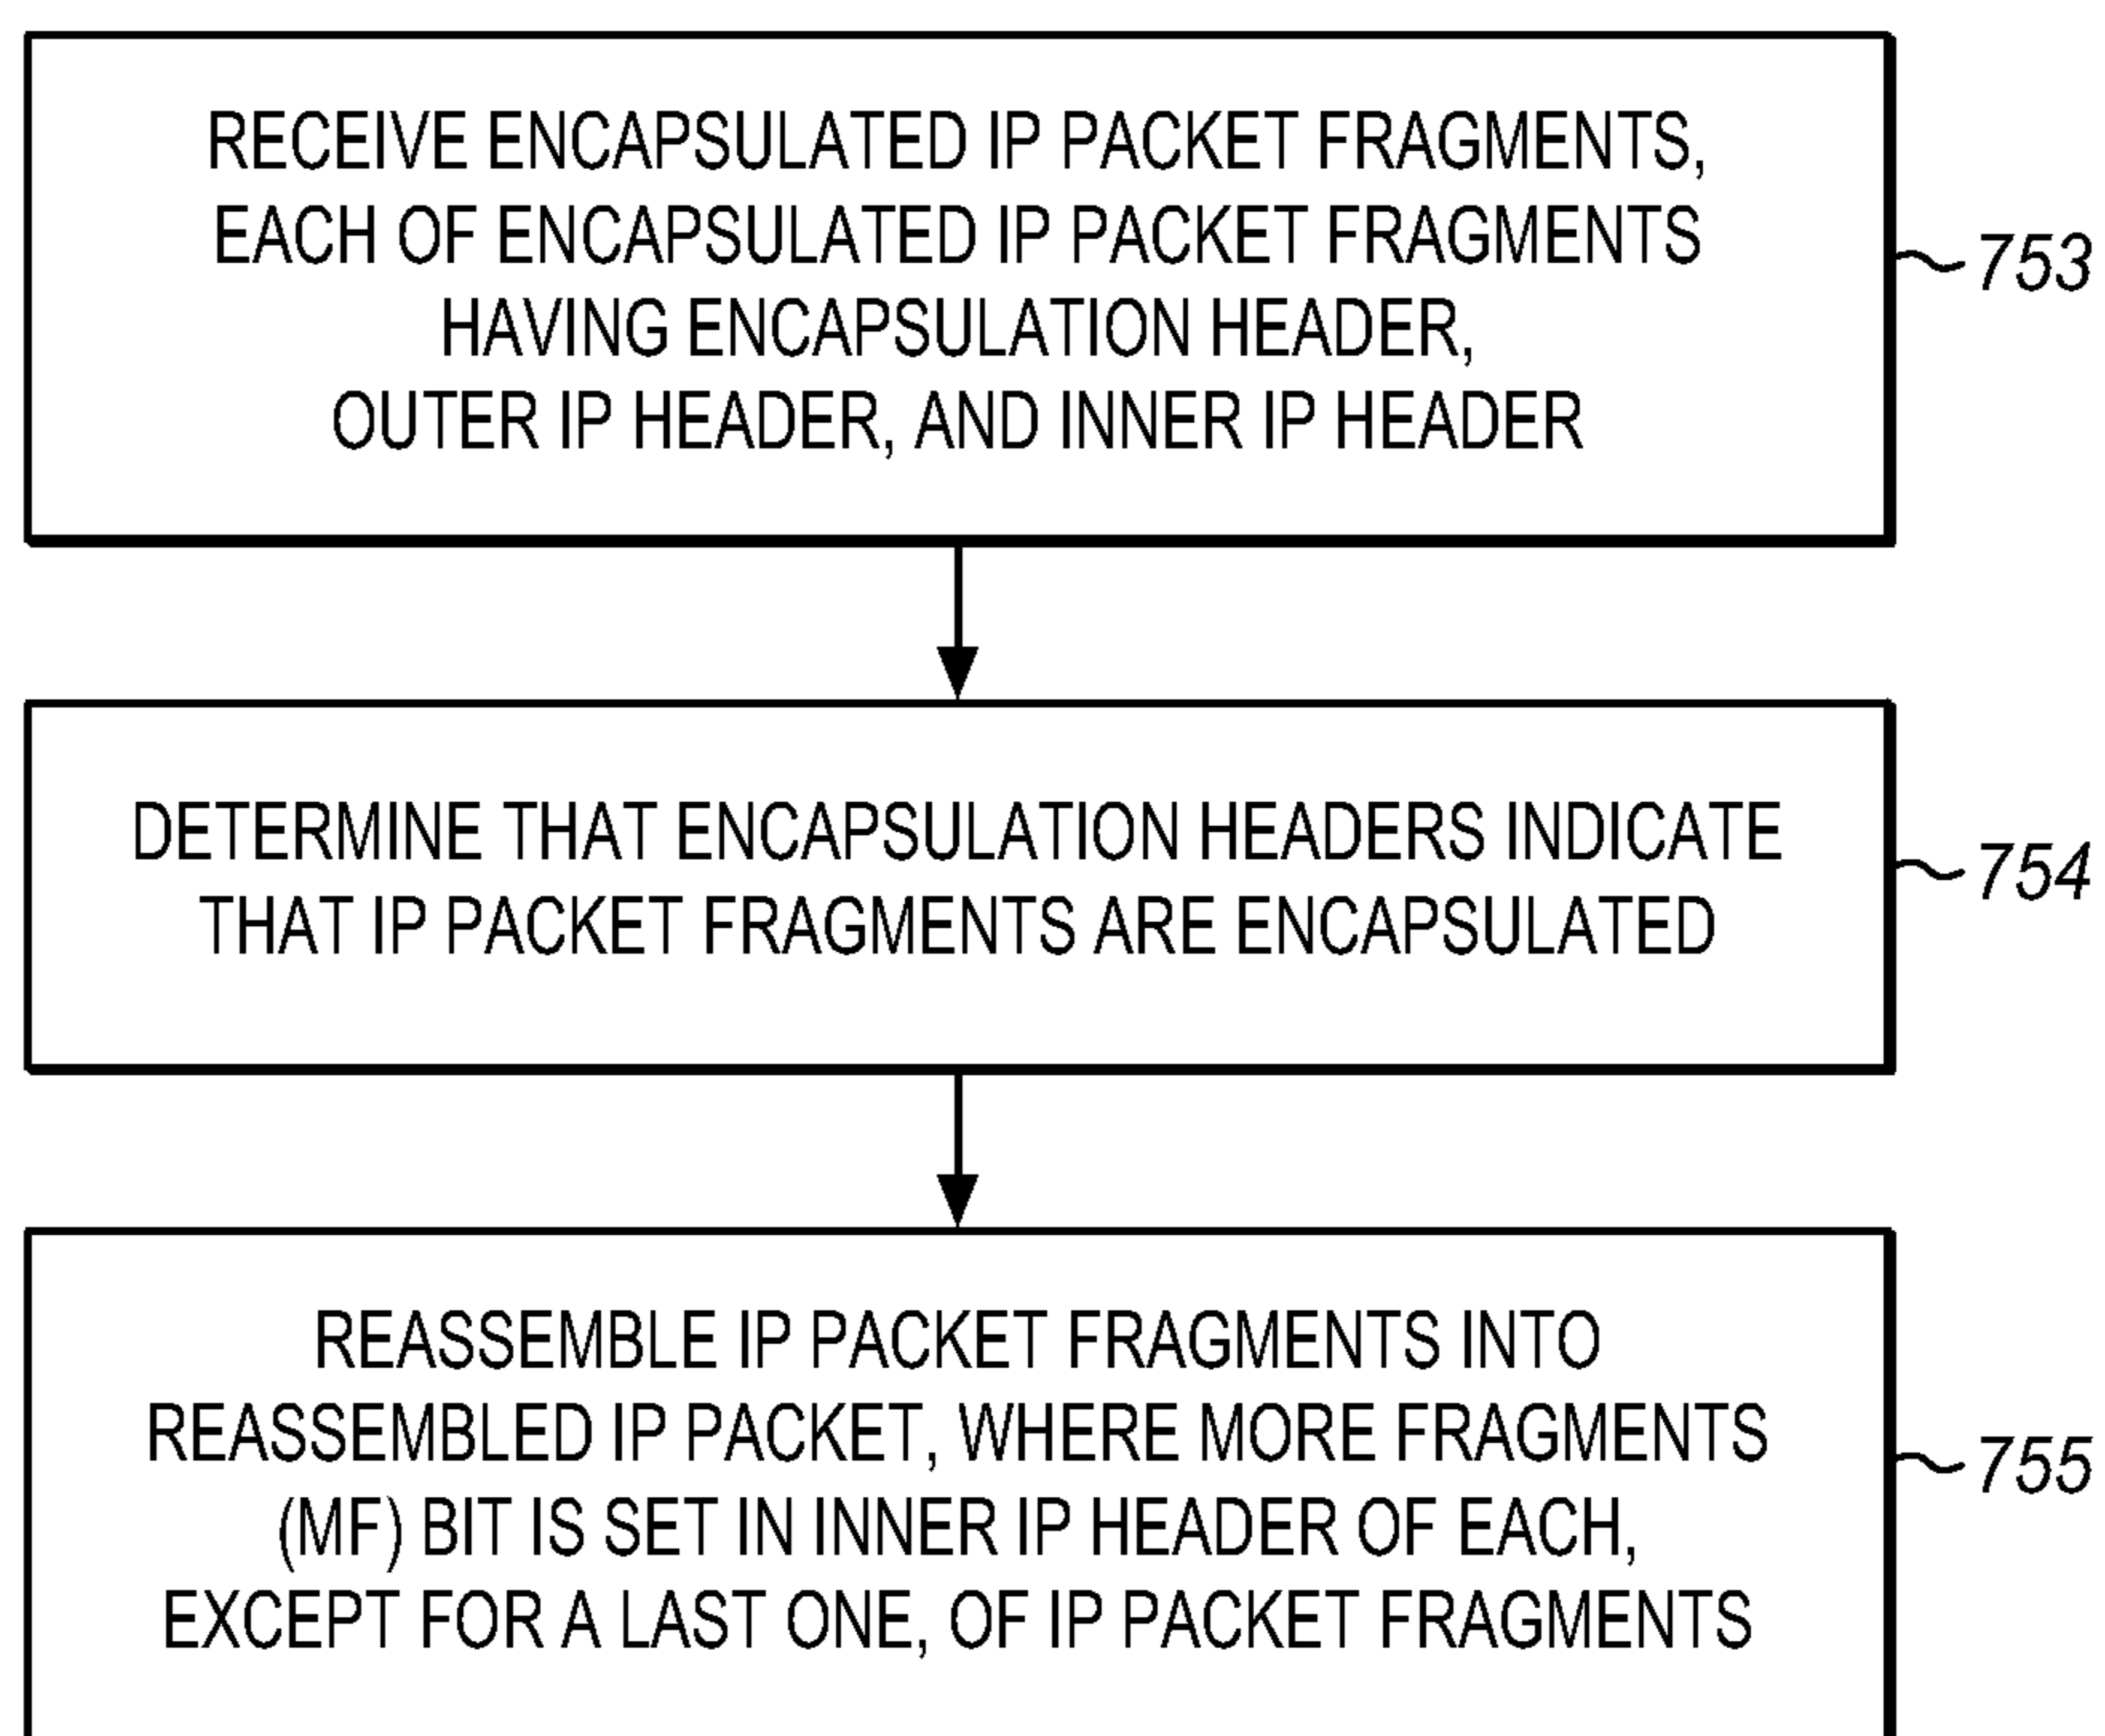 RECEIVE ENCAPSULATED IP PACKET FRAGMENTS,
EACH OF ENCAPSULATED IP PACKET FRAGMENTS
HAVING ENCAPSULATION HEADER,
OUTER IP HEADER, AND INNER IP HEADER
753
DETERMINE THAT ENCAPSULATION HEADERS INDICATE
THAT IP PACKET FRAGMENTS ARE ENCAPSULATED
754
REASSEMBLE IP PACKET FRAGMENTS INTO
REASSEMBLED IP PACKET, WHERE MORE FRAGMENTS
(MF) BIT IS SET IN INNER IP HEADER OF EACH,
EXCEPT FOR A LAST ONE, OF IP PACKET FRAGMENTS
755